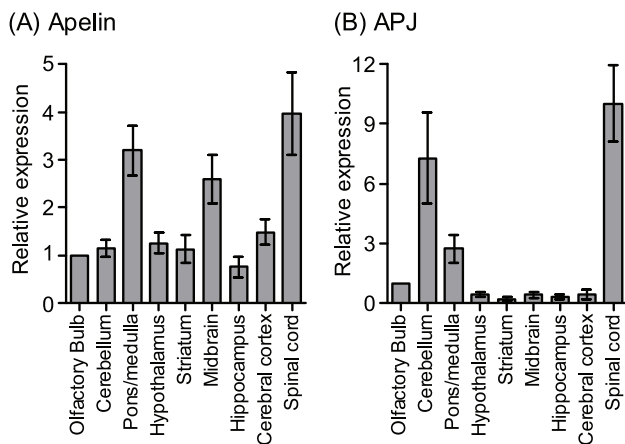 (A) Apelin
Relative expression
5
4
3
2
1
0
Olfactory Bulb
Cerebellum
Pons/medulla
Hypothalamus
Striatum
Midbrain
Hippocampus
Cerebral cortex
Spinal cord
(B) APJ
Relative expression
12
9
6
3
0
Olfactory Bulb
Cerebellum
Pons/medulla
Hypothalamus
Striatum
Midbrain
Hippocampus
Cerebral cortex
Spinal cord